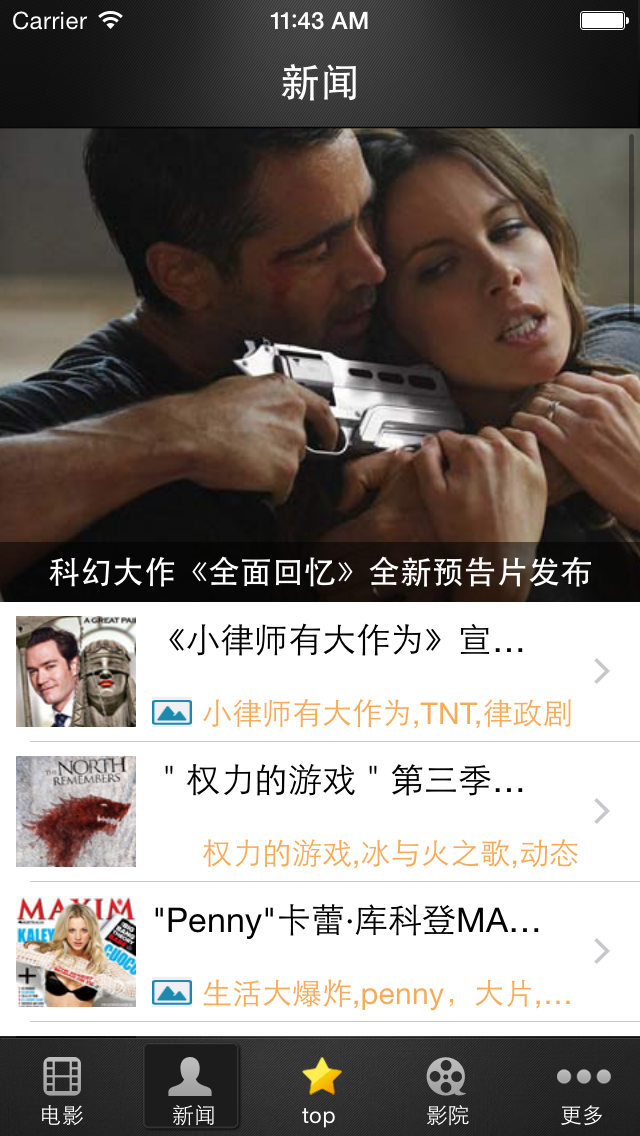 Carrier 11:43 AM
新闻
科幻大作《全面回忆》全新预告片发布
A GREAT PAI
《小律师有大作为》宣...
小律师有大作为,TNT,律政剧
THE NORTH
REMEMBERS
" 权力的游戏 " 第三季...
权力的游戏,冰与火之歌,动态
MAXIM
KALEY
CUOCO
"Penny"卡蕾·库科登MA...
生活大爆炸,penny，大片,...
电影
新闻
top
影院
更多